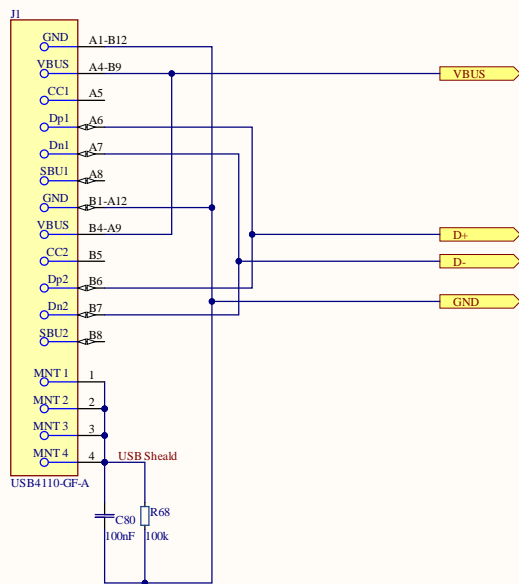 J1
GND A1-B12
VBUS A4-B9 VBUS
CC1 A5
Dp1 A6
Dn1 A7
SBU1 A8
GND B1-A12
VBUS B4-A9 D+
CC2 B5 D-
Dp2 B6
GND
Dn2 B7
SBU2 B8
MNT 1 1
MNT 2 2
MNT 3 3
MNT 4 4 USB Sheald
USB4110-GF-A
C80 R68
100nF 100k